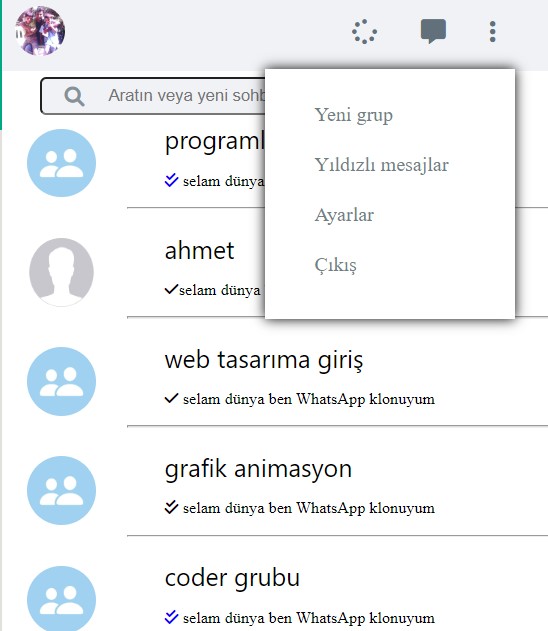 Aratın veya yeni sohb
Yeni grup
Yıldızlı mesajlar
Ayarlar
Çıkış
programl
selam dünya
ahmet
selam dünya
web tasarıma giriş
selam dünya ben WhatsApp klonuyum
grafik animasyon
selam dünya ben WhatsApp klonuyum
coder grubu
selam dünya ben WhatsApp klonuyum